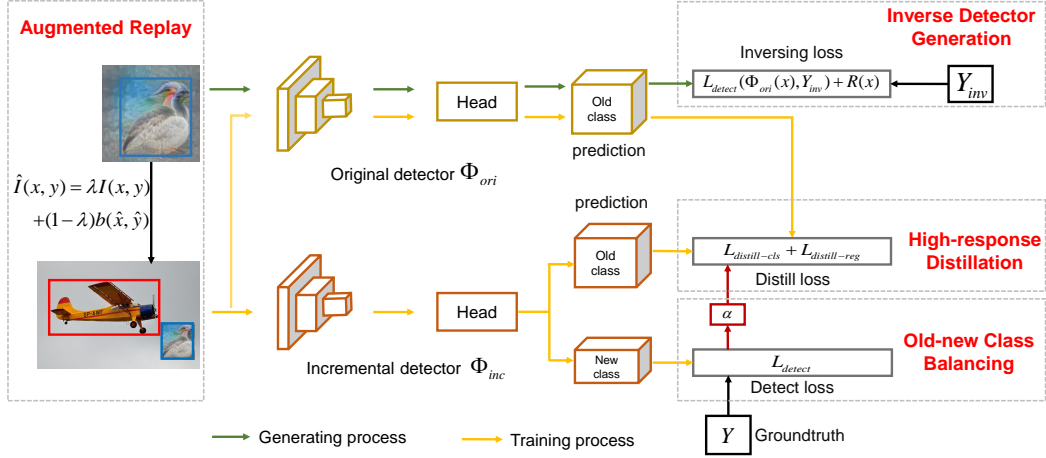 Augmented Replay
Î(x, y) = λI(x, y)
+(1−λ)b(x̂, ŷ)
SP-AWF
Head
Old
class
prediction
Original detector Φ_ori
Inversing loss
L_detect(Φ_ori(x), Y_inv) + R(x)
Y_inv
Inverse Detector
Generation
prediction
Old
class
Head
New
class
Incremental detector Φ_inc
L_distill−cls + L_distill−reg
Distill loss
High-response
Distillation
α
L_detect
Detect loss
Old-new Class
Balancing
Y
Groundtruth
Generating process
Training process